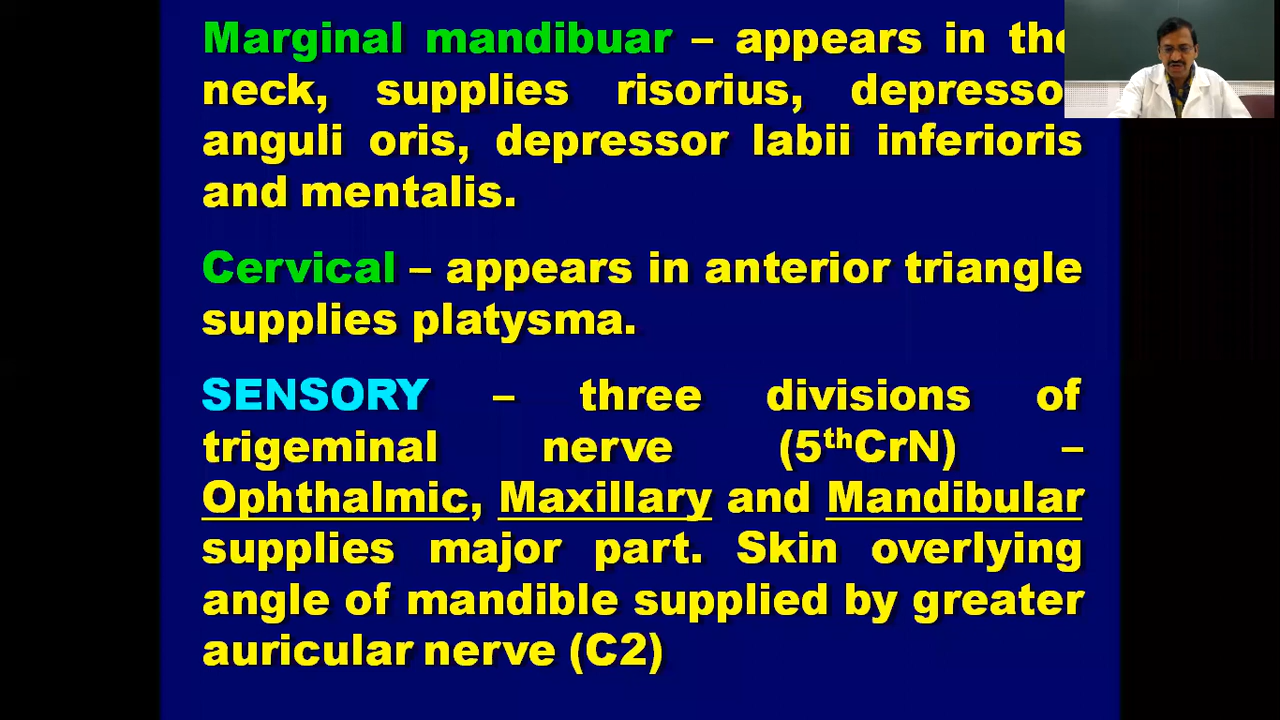 Marginal mandibuar – appears in the
neck, supplies risorius, depressor
anguli oris, depressor labii inferioris
and mentalis.
Cervical – appears in anterior triangle
supplies platysma.
SENSORY – three divisions of
trigeminal nerve (5thCrN) –
Ophthalmic, Maxillary and Mandibular
supplies major part. Skin overlying
angle of mandible supplied by greater
auricular nerve (C2)